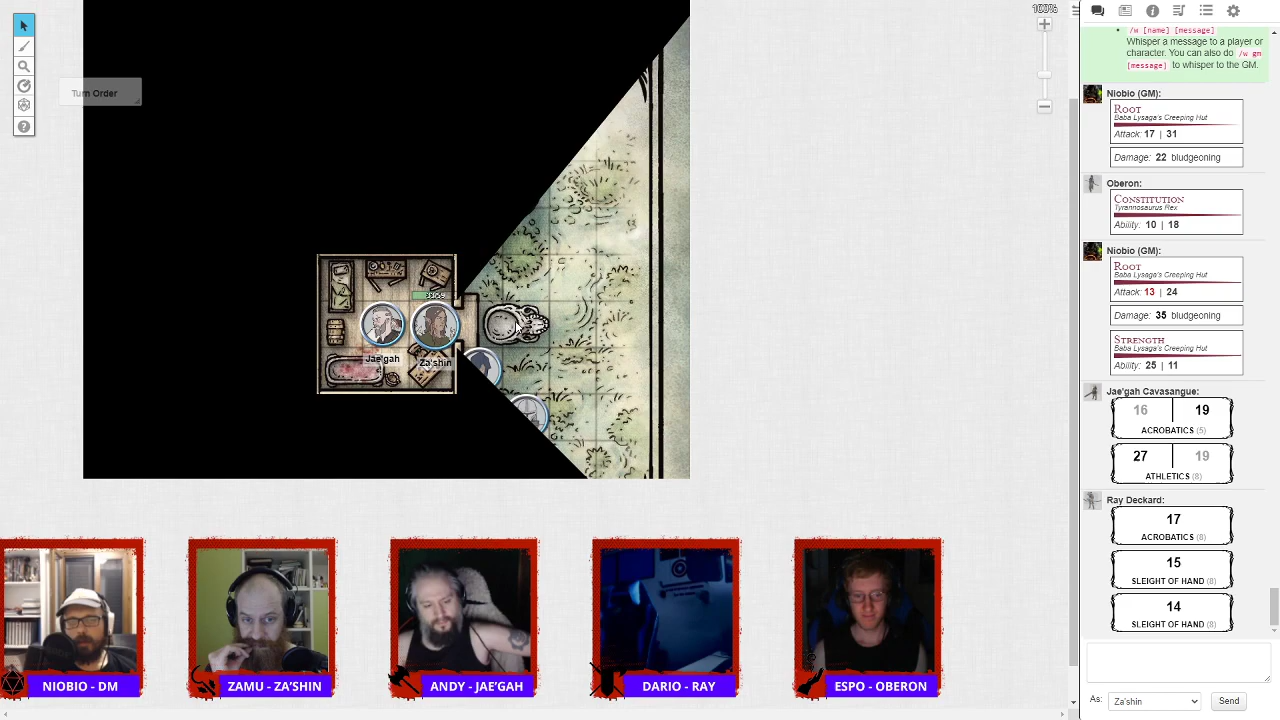 100%
Turn Order
Jae'gah
Za'shin
NIOBIO - DM
ZAMU - ZA'SHIN
ANDY - JAE'GAH
DARIO - RAY
ESPO - OBERON
/w [name] [message]
Whisper a message to a player or
character. You can also do /w gm
[message] to whisper to the GM.
Niobio (GM):
ROOT
Baba Lysaga's Creeping Hut
Attack: 17 | 31
Damage: 22 bludgeoning
Oberon:
CONSTITUTION
Tyrannosaurus Rex
Ability: 10 | 18
Niobio (GM):
ROOT
Baba Lysaga's Creeping Hut
Attack: 13 | 24
Damage: 35 bludgeoning
STRENGTH
Baba Lysaga's Creeping Hut
Ability: 25 | 11
Jae'gah Cavasangue:
16 | 19
ACROBATICS (5)
27 | 19
ATHLETICS (8)
Ray Deckard:
17
ACROBATICS (8)
15
SLEIGHT OF HAND (8)
14
SLEIGHT OF HAND (8)
As: Za'shin Send